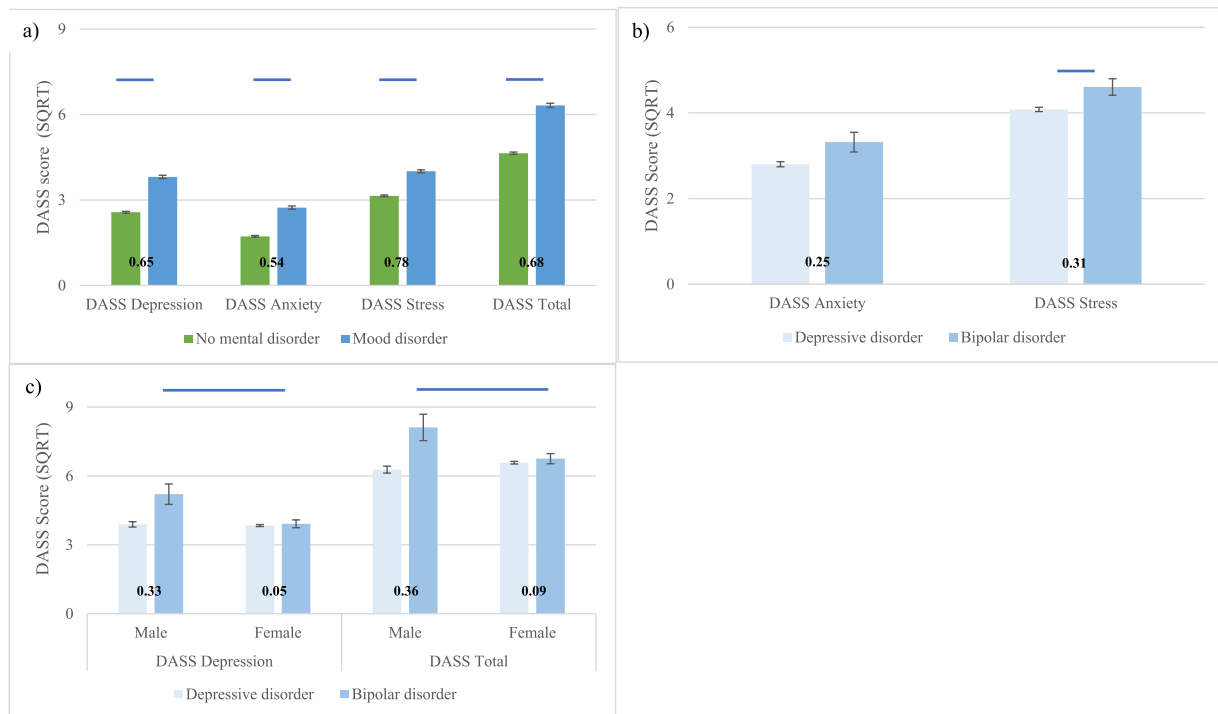 a)
DASS score (SQRT)
9
6
3
0
0.65
0.54
0.78
0.68
DASS Depression
DASS Anxiety
DASS Stress
DASS Total
No mental disorder
Mood disorder
b)
DASS Score (SQRT)
6
4
2
0
0.25
0.31
DASS Anxiety
DASS Stress
Depressive disorder
Bipolar disorder
c)
DASS Score (SQRT)
9
6
3
0
0.33
0.05
0.36
0.09
Male
Female
Male
Female
DASS Depression
DASS Total
Depressive disorder
Bipolar disorder